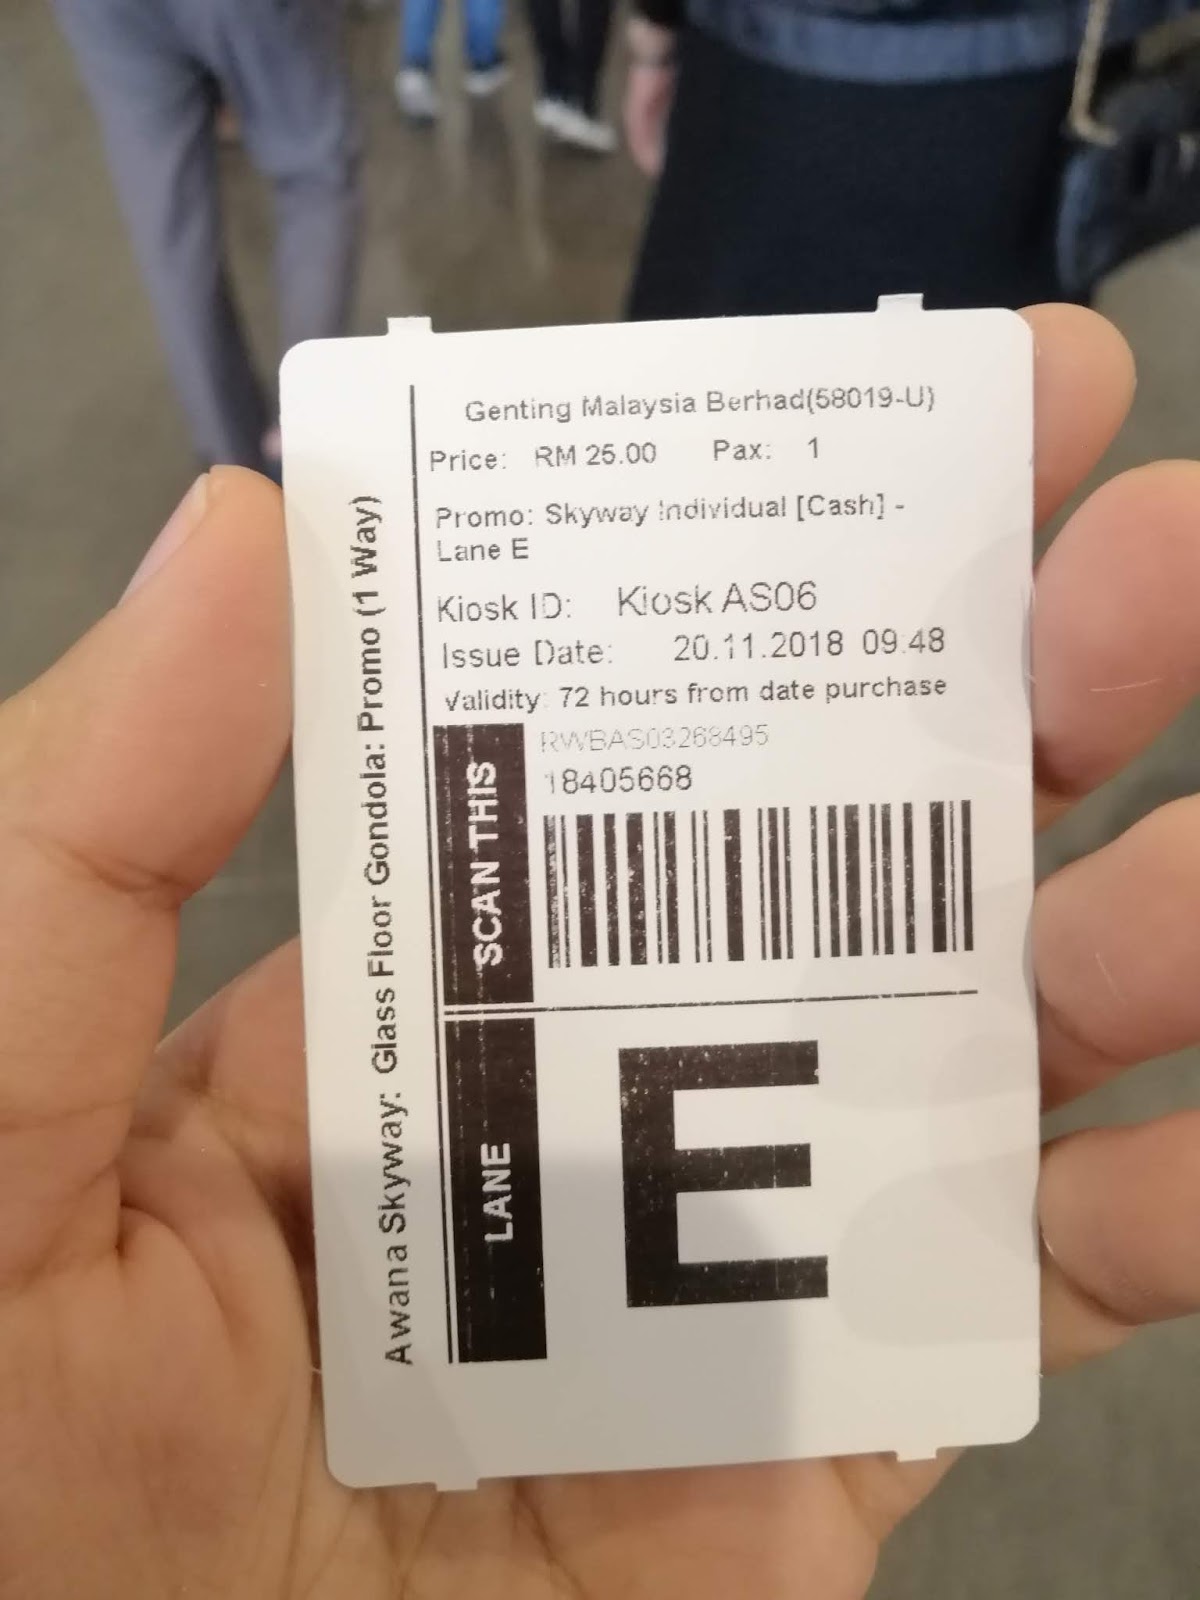 Genting Malaysia Berhad(58019-U)
Price: RM 25.00 Pax: 1
Promo: Skyway Individual [Cash] -
Lane E
Kiosk ID: Kiosk AS06
Issue Date: 20.11.2018 09:48
Validity: 72 hours from date purchase
RWBAS03268495
18405668
SCAN THIS
LANE
E
Awana Skyway: Glass Floor Gondola: Promo (1 Way)